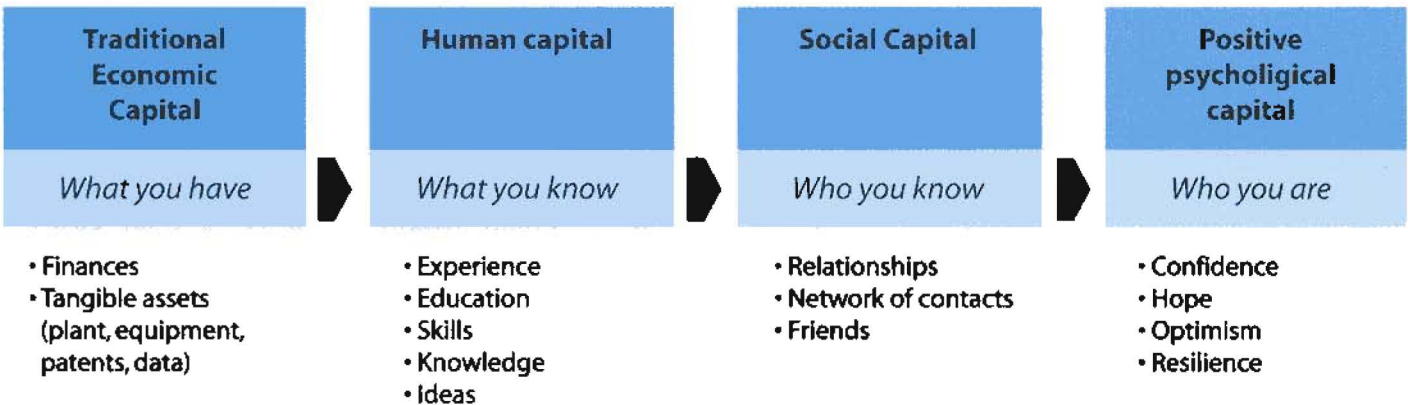 Traditional
Economic
Capital
What you have
• Finances
• Tangible assets
(plant, equipment,
patents, data)
Human capital
What you know
• Experience
• Education
• Skills
• Knowledge
• Ideas
Social Capital
Who you know
• Relationships
• Network of contacts
• Friends
Positive
psycholigical
capital
Who you are
• Confidence
• Hope
• Optimism
• Resilience